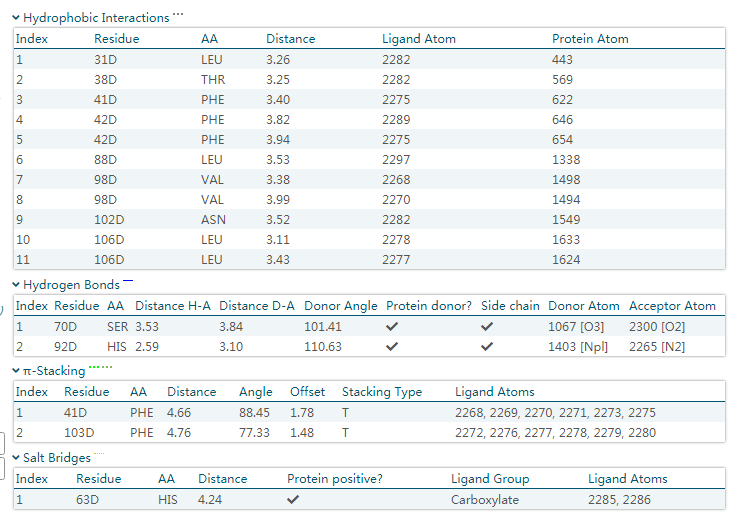 Hydrophobic Interactions
Index Residue AA Distance Ligand Atom Protein Atom
1 31D LEU 3.26 2282 443
2 38D THR 3.25 2282 569
3 41D PHE 3.40 2275 622
4 42D PHE 3.82 2289 646
5 42D PHE 3.94 2275 654
6 88D LEU 3.53 2297 1338
7 98D VAL 3.38 2268 1498
8 98D VAL 3.99 2270 1494
9 102D ASN 3.52 2282 1549
10 106D LEU 3.11 2278 1633
11 106D LEU 3.43 2277 1624
Hydrogen Bonds
Index Residue AA Distance H-A Distance D-A Donor Angle Protein donor? Side chain Donor Atom Acceptor Atom
1 70D SER 3.53 3.84 101.41 ✔ ✔ 1067 [O3] 2300 [O2]
2 92D HIS 2.59 3.10 110.63 ✔ ✔ 1403 [Npl] 2265 [N2]
π-Stacking
Index Residue AA Distance Angle Offset Stacking Type Ligand Atoms
1 41D PHE 4.66 88.45 1.78 T 2268, 2269, 2270, 2271, 2273, 2275
2 103D PHE 4.76 77.33 1.48 T 2272, 2276, 2277, 2278, 2279, 2280
Salt Bridges
Index Residue AA Distance Protein positive? Ligand Group Ligand Atoms
1 63D HIS 4.24 ✔ Carboxylate 2285, 2286